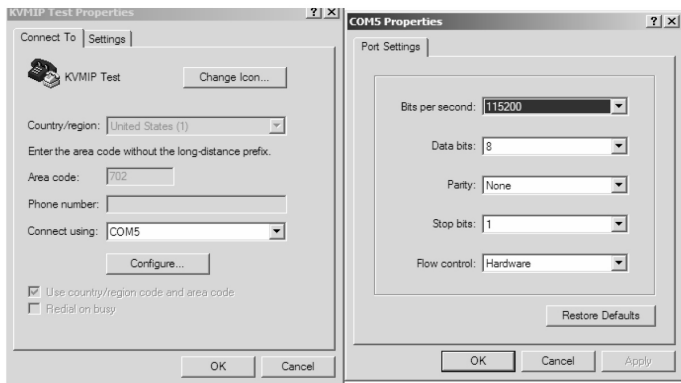 KVMIP Test Properties
Connect To
Settings
KVMIP Test
Change Icon...
Country/region:
United States (1)
Enter the area code without the long-distance prefix.
Area code:
702
Phone number:
Connect using:
COM5
Configure...
Use country/region code and area code
Redial on busy
OK
Cancel
COM5 Properties
Port Settings
Bits per second:
115200
Data bits:
8
Parity:
None
Stop bits:
1
Flow control:
Hardware
Restore Defaults
OK
Cancel
Apply